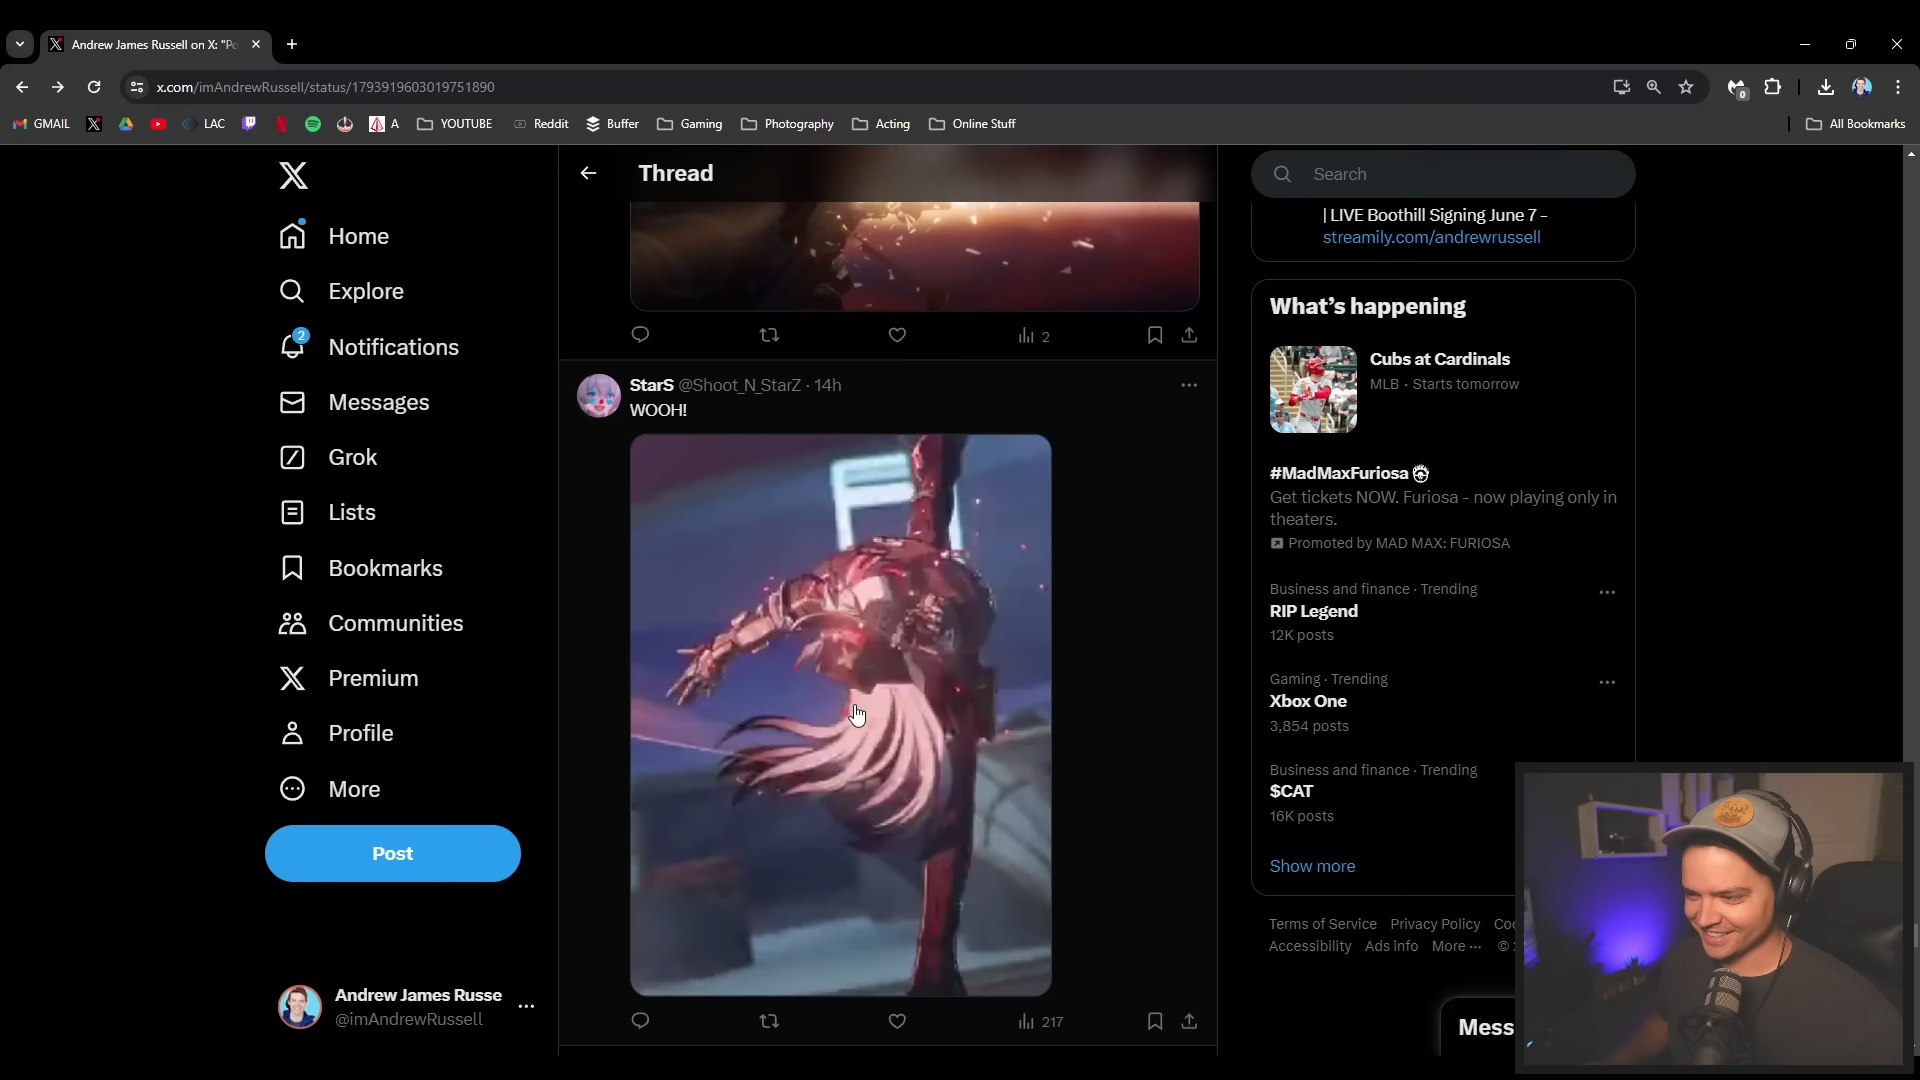 Andrew James Russell on X: "Po
x.com/imAndrewRussell/status/1793919603019751890
0
GMAIL
LAC
A
YOUTUBE
Reddit
Buffer
Gaming
Photography
Acting
Online Stuff
All Bookmarks
Home
Explore
2
Notifications
Messages
Grok
Lists
Bookmarks
Communities
Premium
Profile
More
Post
Andrew James Russe
@imAndrewRussell
Thread
2
StarS @Shoot_N_StarZ · 14h
WOOH!
217
Search
| LIVE Boothill Signing June 7 -
streamily.com/andrewrussell
What's happening
Cubs at Cardinals
MLB · Starts tomorrow
#MadMaxFuriosa
Get tickets NOW. Furiosa - now playing only in
theaters.
Promoted by MAD MAX: FURIOSA
Business and finance · Trending
RIP Legend
12K posts
Gaming · Trending
Xbox One
3,854 posts
Business and finance · Trending
$CAT
16K posts
Show more
Terms of Service Privacy Policy
Accessibility Ads info More ··· ©
Mess